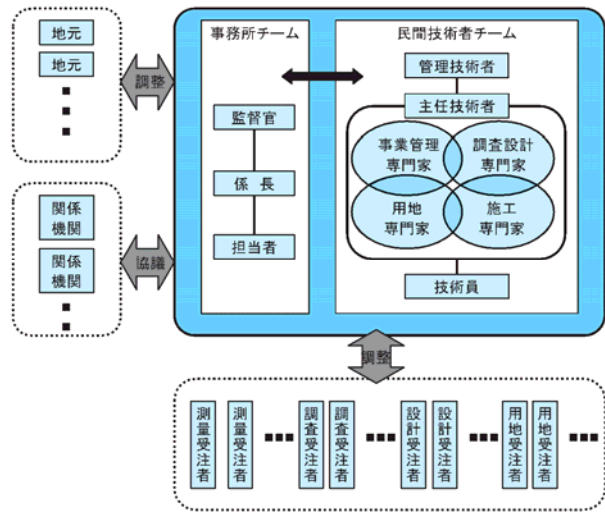 地元
地元
調整
関係
機関
関係
機関
協議
事務所チーム
監督官
係長
担当者
民間技術者チーム
管理技術者
主任技術者
事業管理
専門家
調査設計
専門家
用地
専門家
施工
専門家
技術員
調整
測量受注者
測量受注者
調査受注者
調査受注者
設計受注者
設計受注者
用地受注者
用地受注者